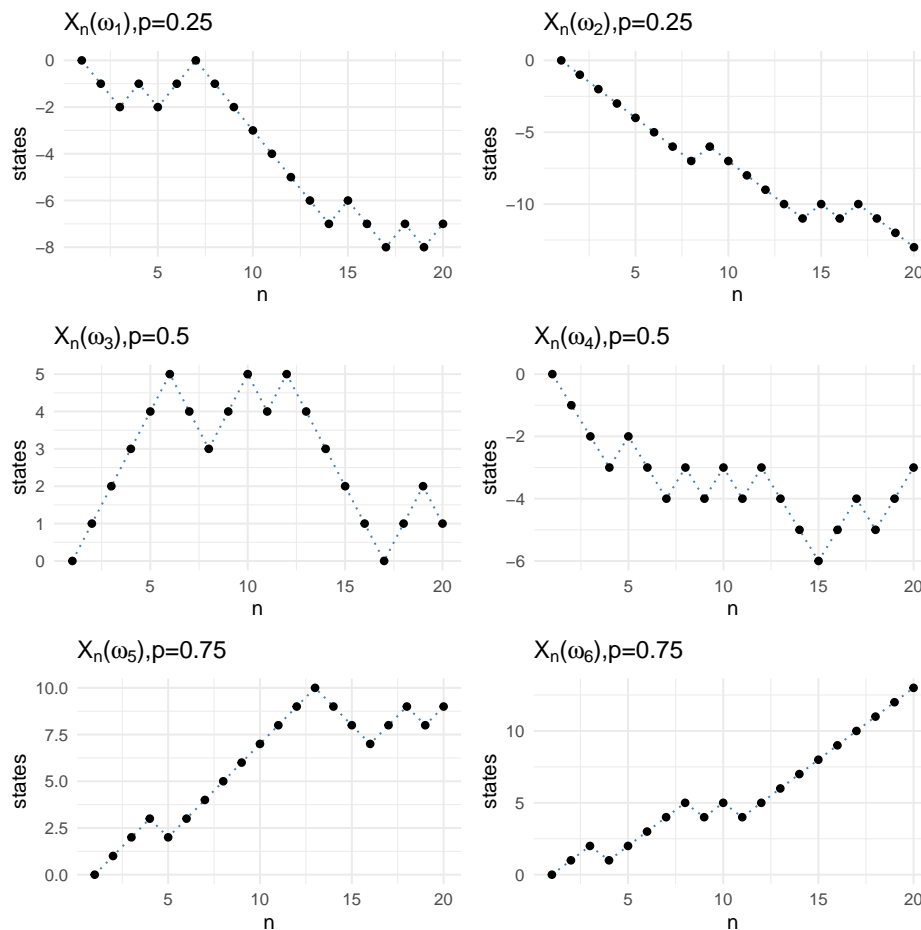 Xₙ(ω₁),p=0.25
0
−2
−4
−6
−8
states
5 10 15 20
n
Xₙ(ω₂),p=0.25
0
−5
−10
states
5 10 15 20
n
Xₙ(ω₃),p=0.5
5
4
3
2
1
0
states
5 10 15 20
n
Xₙ(ω₄),p=0.5
0
−2
−4
−6
states
5 10 15 20
n
Xₙ(ω₅),p=0.75
10.0
7.5
5.0
2.5
0.0
states
5 10 15 20
n
Xₙ(ω₆),p=0.75
10
5
0
states
5 10 15 20
n